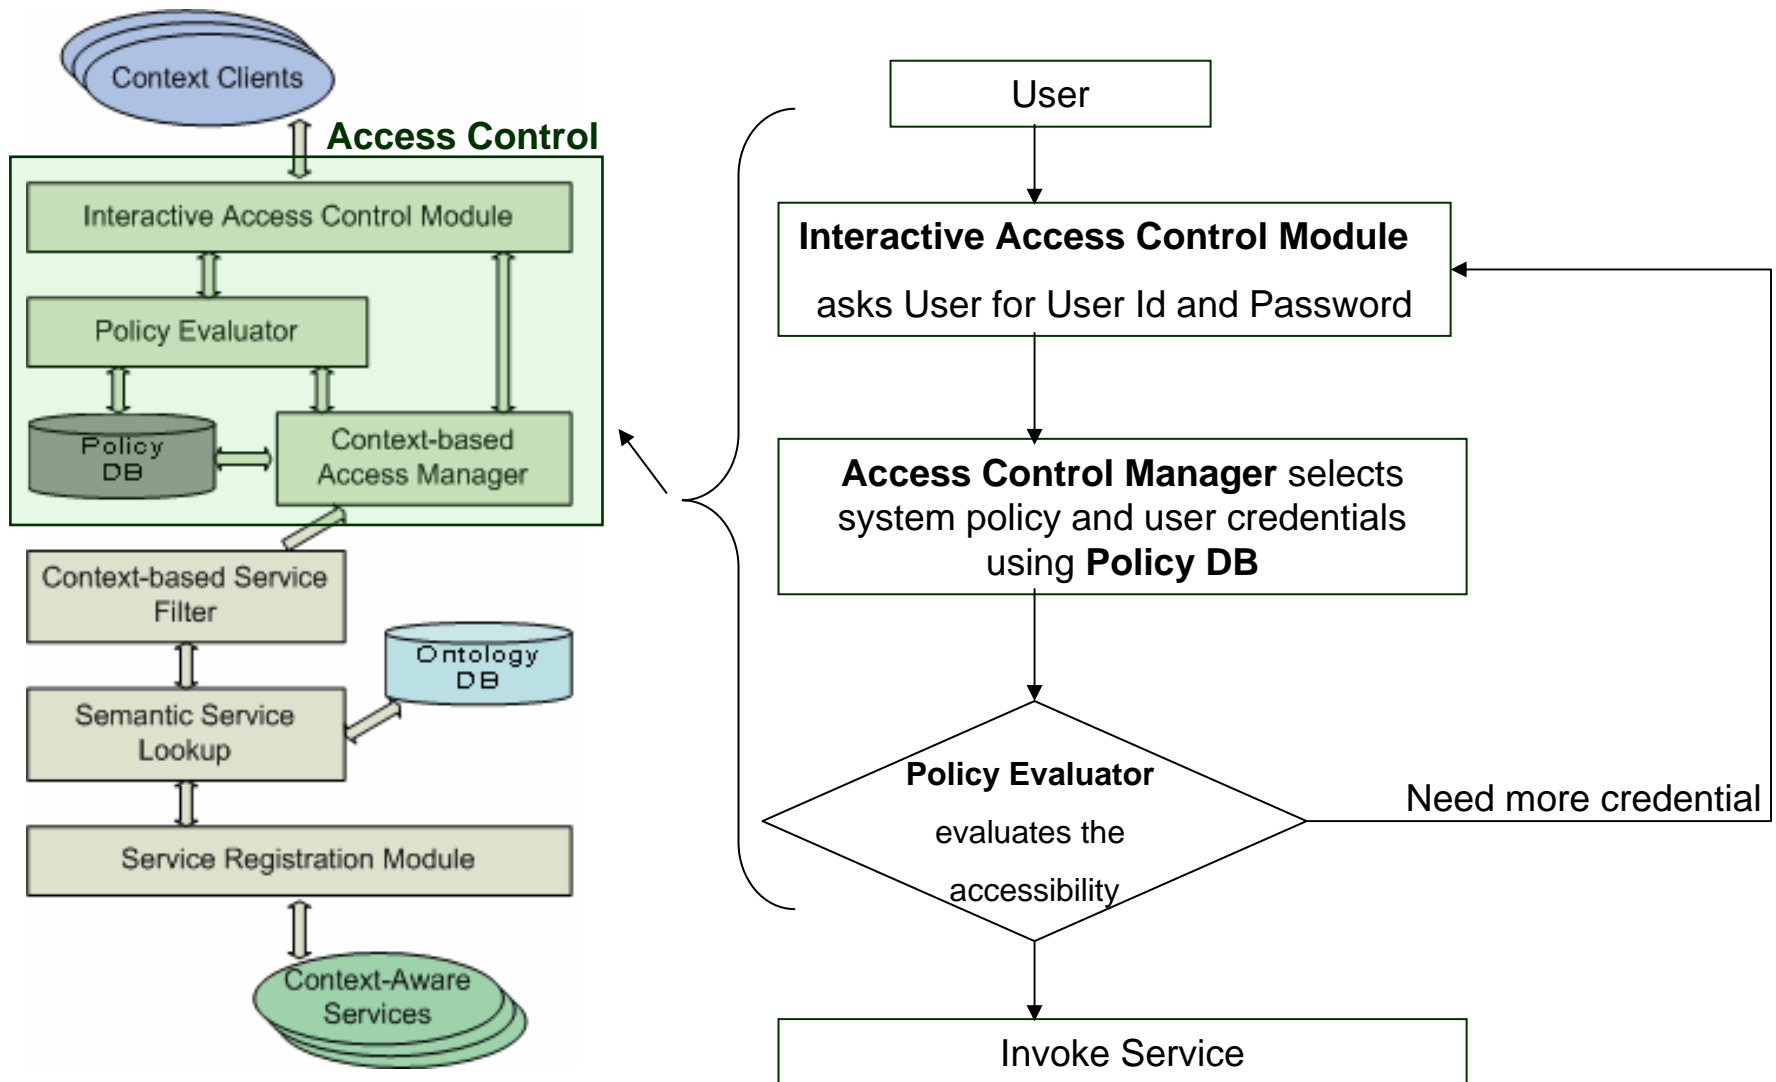 Context Clients
Access Control
Interactive Access Control Module
Policy Evaluator
Policy
DB
Context-based
Access Manager
Context-based Service
Filter
Ontology
DB
Semantic Service
Lookup
Service Registration Module
Context-Aware
Services
User
Interactive Access Control Module
asks User for User Id and Password
Access Control Manager selects
system policy and user credentials
using Policy DB
Policy Evaluator
evaluates the
accessibility
Need more credential
Invoke Service